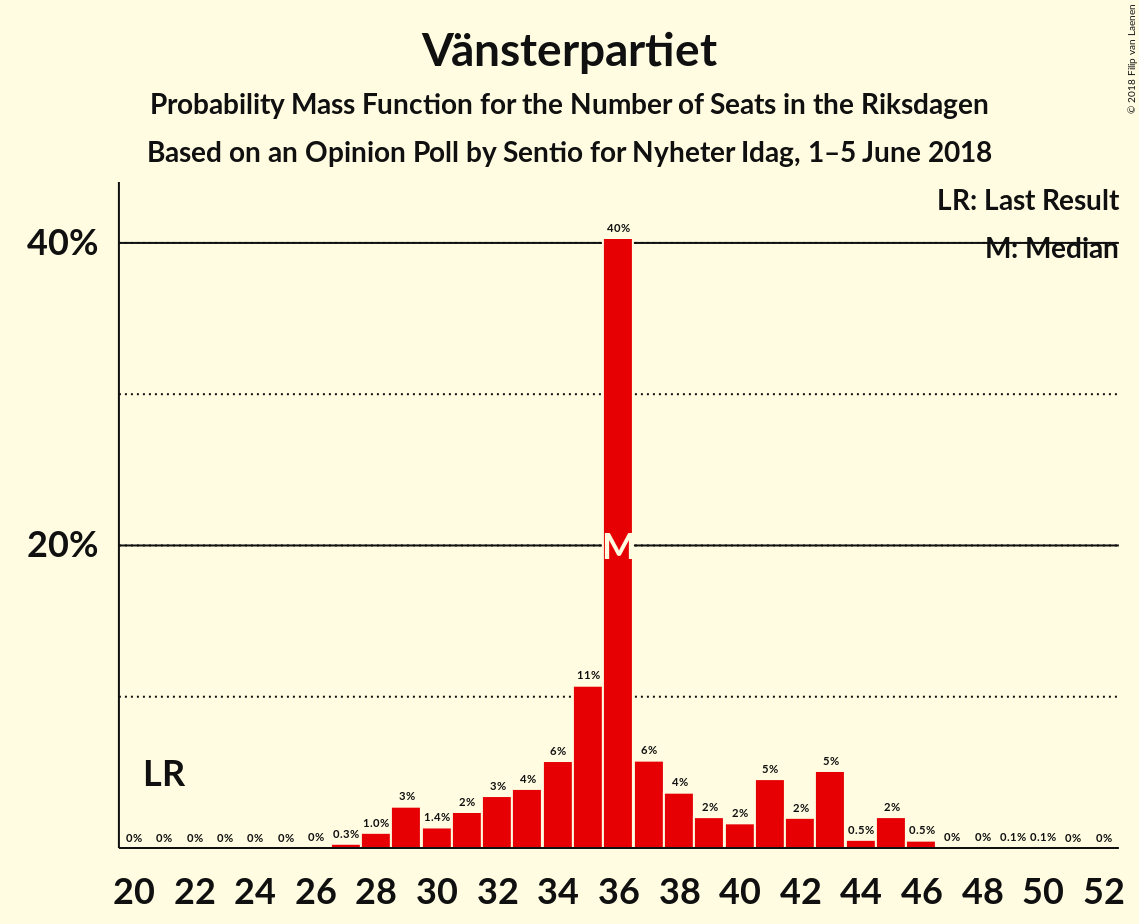 Vänsterpartiet
Probability Mass Function for the Number of Seats in the Riksdagen
Based on an Opinion Poll by Sentio for Nyheter Idag, 1–5 June 2018
© 2018 Filip van Laenen
LR: Last Result
M: Median
40%
20%
LR
M
0% 0% 0% 0% 0% 0% 0% 0.3% 1.0% 3% 1.4% 2% 3% 4% 6% 11% 40% 6% 4% 2% 2% 5% 2% 5% 0.5% 2% 0.5% 0% 0% 0.1% 0.1% 0% 0%
20 22 24 26 28 30 32 34 36 38 40 42 44 46 48 50 52